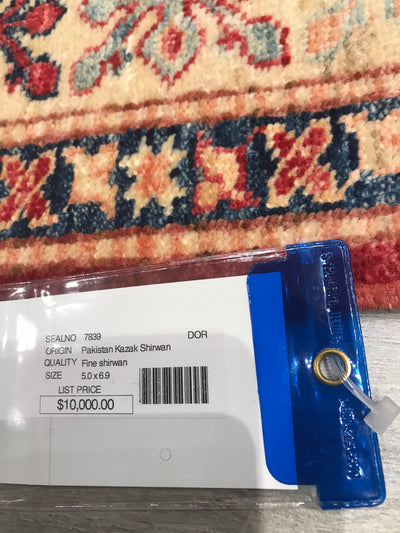 SEALNO 7839 DOR
ORIGIN Pakistan Kazak Shirwan
QUALITY Fine shirwan
SIZE 5.0 x 6.9
LIST PRICE
$10,000.00